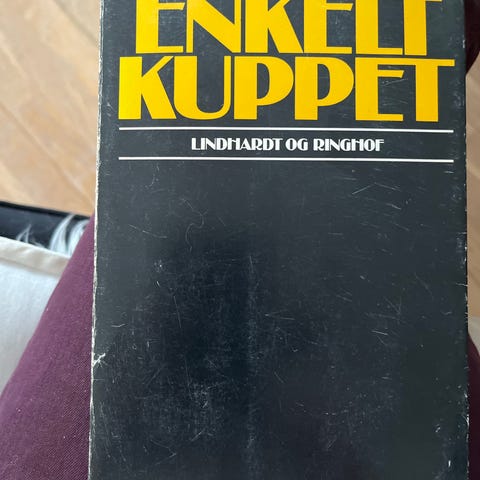 ENKELT
KUPPET
LINDHARDT OG RINGHOF